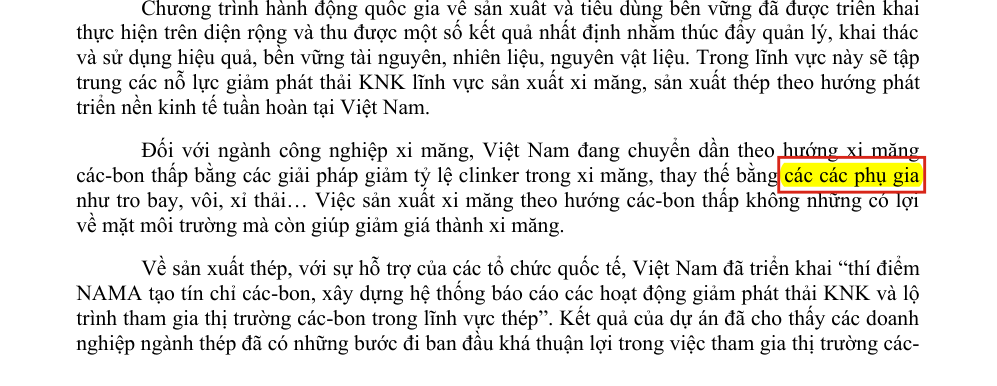 Chương trình hành động quốc gia về sản xuất và tiêu dùng bền vững đã được triển khai
thực hiện trên diện rộng và thu được một số kết quả nhất định nhằm thúc đẩy quản lý, khai thác
và sử dụng hiệu quả, bền vững tài nguyên, nhiên liệu, nguyên vật liệu. Trong lĩnh vực này sẽ tập
trung các nỗ lực giảm phát thải KNK lĩnh vực sản xuất xi măng, sản xuất thép theo hướng phát
triển nền kinh tế tuần hoàn tại Việt Nam.
Đối với ngành công nghiệp xi măng, Việt Nam đang chuyển dần theo hướng xi măng
các-bon thấp bằng các giải pháp giảm tỷ lệ clinker trong xi măng, thay thế bằng các các phụ gia
như tro bay, vôi, xỉ thải… Việc sản xuất xi măng theo hướng các-bon thấp không những có lợi
về mặt môi trường mà còn giúp giảm giá thành xi măng.
Về sản xuất thép, với sự hỗ trợ của các tổ chức quốc tế, Việt Nam đã triển khai “thí điểm
NAMA tạo tín chỉ các-bon, xây dựng hệ thống báo cáo các hoạt động giảm phát thải KNK và lộ
trình tham gia thị trường các-bon trong lĩnh vực thép”. Kết quả của dự án đã cho thấy các doanh
nghiệp ngành thép đã có những bước đi ban đầu khá thuận lợi trong việc tham gia thị trường các-